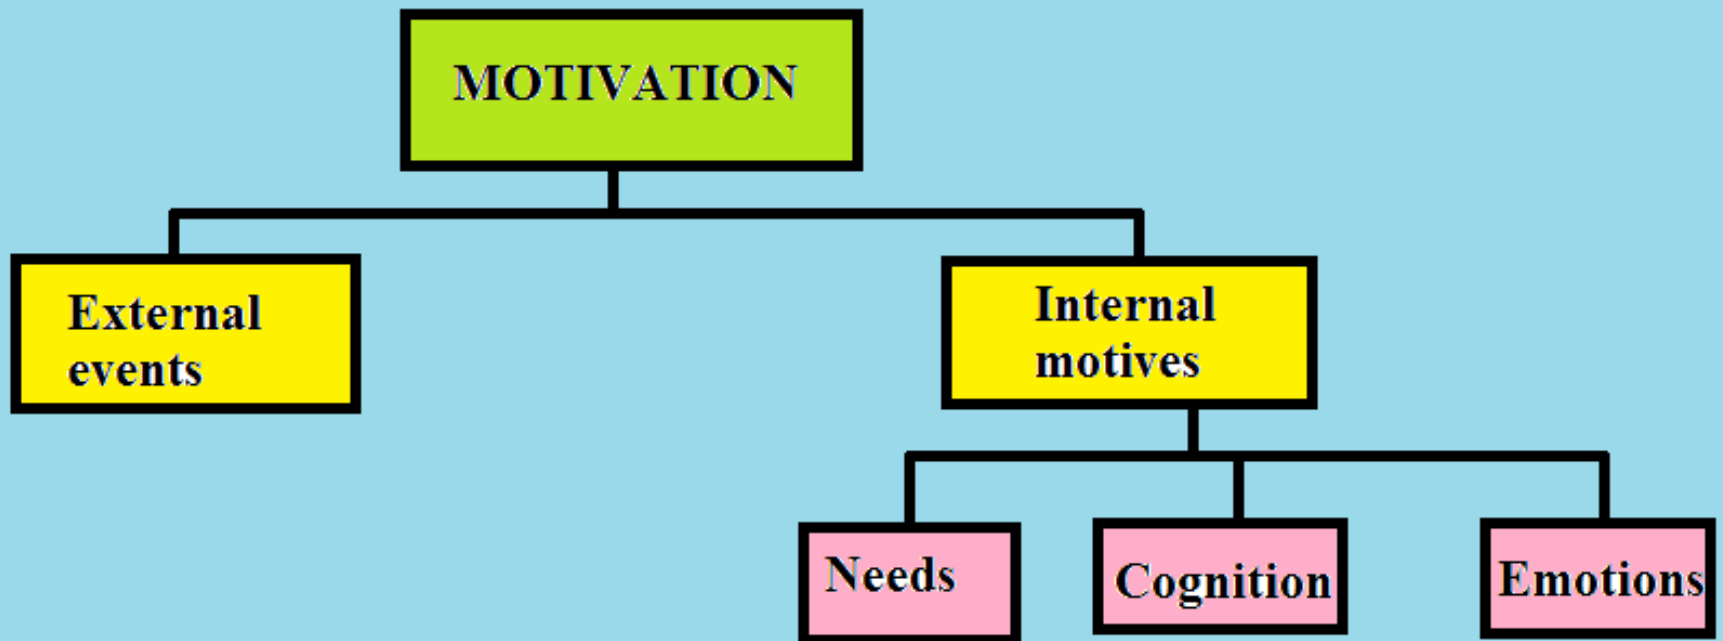 MOTIVATION
External
events
Internal
motives
Needs
Cognition
Emotions